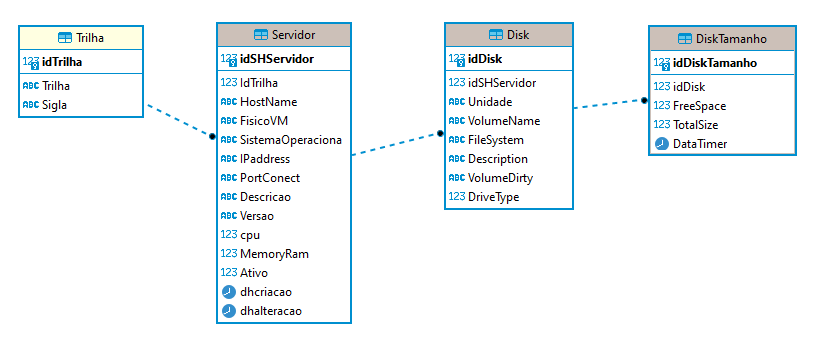 Trilha
123 idTrilha
ABC Trilha
ABC Sigla
Servidor
123 idSHServidor
123 IdTrilha
ABC HostName
ABC FisicoVM
ABC SistemaOperaciona
ABC IPaddress
ABC PortConect
ABC Descricao
ABC Versao
123 cpu
123 MemoryRam
123 Ativo
dhcriacao
dhalteracao
Disk
123 idDisk
123 idSHServidor
ABC Unidade
ABC VolumeName
ABC FileSystem
ABC Description
ABC VolumeDirty
123 DriveType
DiskTamanho
123 idDiskTamanho
123 idDisk
123 FreeSpace
123 TotalSize
DataTimer